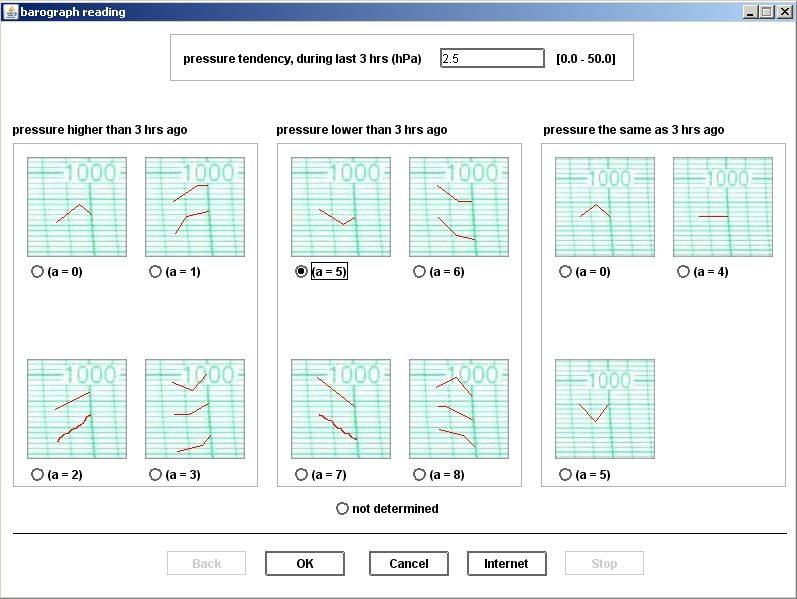 barograph reading
pressure tendency, during last 3 hrs (hPa) 2.5 [0.0 - 50.0]
pressure higher than 3 hrs ago pressure lower than 3 hrs ago pressure the same as 3 hrs ago
1000 1000 1000 1000 1000 1000
(a = 0) (a = 1) (a = 5) (a = 6) (a = 0) (a = 4)
1000 1000 1000 1000 1000
(a = 2) (a = 3) (a = 7) (a = 8) (a = 5)
not determined
Back OK Cancel Internet Stop